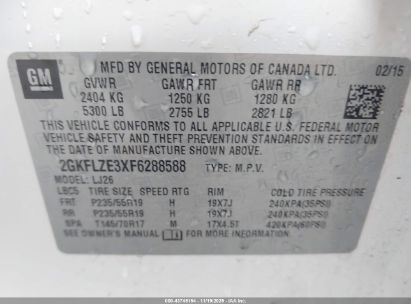 GM
MFD BY GENERAL MOTORS OF CANADA LTD. 02/15
GVWR GAWR FRT GAWR RR
2404 KG 1250 KG 1280 KG
5300 LB 2755 LB 2821 LB
THIS VEHICLE CONFORMS TO ALL APPLICABLE U.S. FEDERAL MOTOR
VEHICLE SAFETY AND THEFT PREVENTION STANDARDS IN EFFECT ON
THE DATE OF MANUFACTURE SHOWN ABOVE.
2GKFLZE3XF6288588 TYPE: M.P.V.
MODEL: LJ26
TIRE SIZE SPEED RTG RIM COLD TIRE PRESSURE
FRT P235/55R19 H 19X7J 240KPA(35PSI)
RR P235/55R19 H 19X7J 240KPA(35PSI)
SPA T145/70R17 M 17X4.5T 420KPA(60PSI)
SEE OWNER'S MANUAL FOR ADDITIONAL INFORMATION.